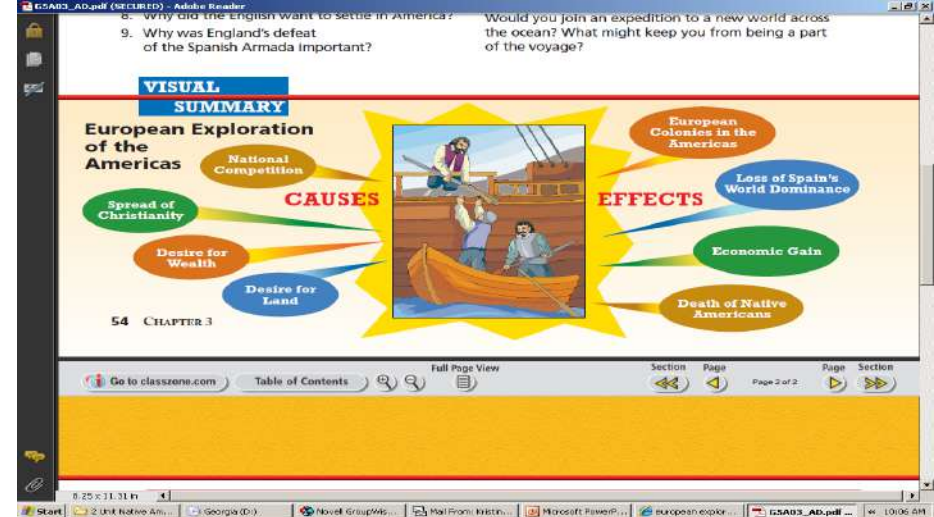 G5A03_AD.pdf (SECURED) - Adobe Reader
8. Why did the English want to settle in America?
9. Why was England's defeat
of the Spanish Armada important?
Would you join an expedition to a new world across
the ocean? What might keep you from being a part
of the voyage?
VISUAL
SUMMARY
European Exploration
of the
Americas
National
Competition
Spread of
Christianity
Desire for
Wealth
Desire for
Land
CAUSES
EFFECTS
European
Colonies in the
Americas
Loss of Spain's
World Dominance
Economic Gain
Death of Native
Americans
54 CHAPTER 3
Go to classzone.com
Table of Contents
Full Page View
Section
Page
Page 2 of 2
Page
Section
8.25 x 11.31 in
Start
2 Unit Native Am...
Georgia (D:)
Novell GroupWis...
Mail From: Kristin...
Microsoft PowerP...
european explor...
G5A03_AD.pdf ...
10:06 AM